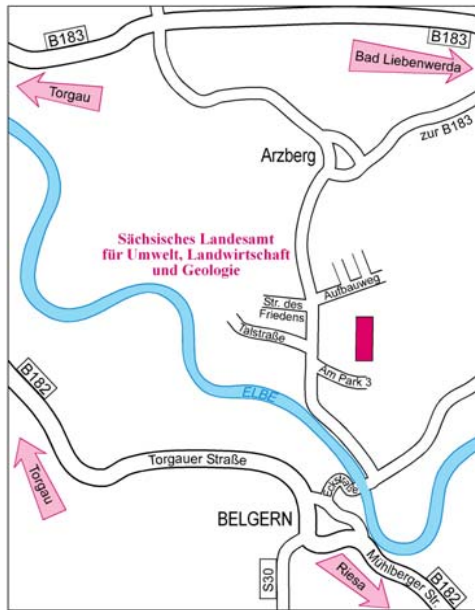 B183
B183
Bad Liebenwerda
Torgau
zur B183
Arzberg
Sächsisches Landesamt
für Umwelt, Landwirtschaft
und Geologie
Aufbauweg
Str. des
Friedens
Talstraße
Am Park 3
B182
ELBE
Torgauer Straße
Torgau
Eckstraße
BELGERN
Mühlberger Str.
B182
S30
Riesa